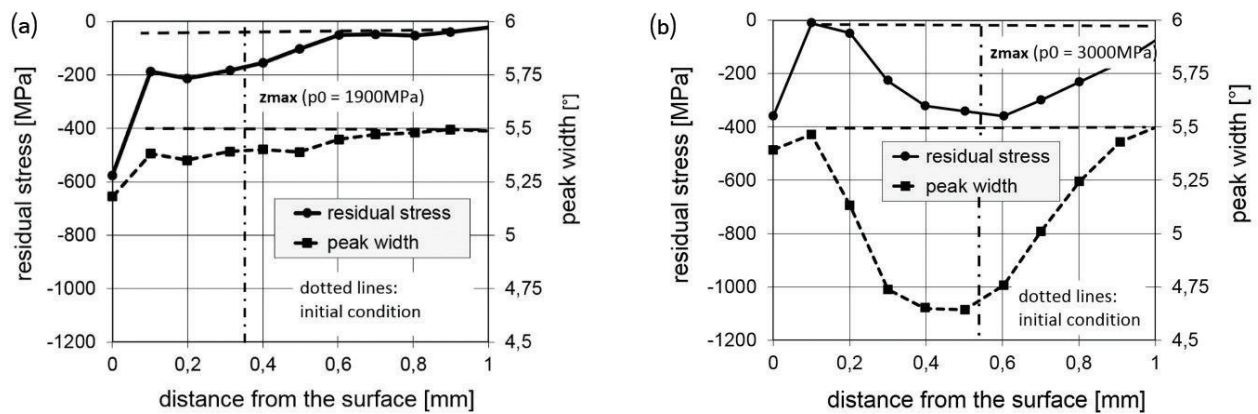 (a)
0
-200
-400
-600
-800
-1000
-1200
residual stress [MPa]
0
0,2
0,4
0,6
0,8
1
distance from the surface [mm]
6
5,75
5,5
5,25
5
4,75
4,5
peak width [°]
zmax (p0 = 1900MPa)
residual stress
peak width
dotted lines:
initial condition
(b)
0
-200
-400
-600
-800
-1000
-1200
residual stress [MPa]
0
0,2
0,4
0,6
0,8
1
distance from the surface [mm]
6
5,75
5,5
5,25
5
4,75
4,5
peak width [°]
zmax (p0 = 3000MPa)
residual stress
peak width
dotted lines:
initial condition